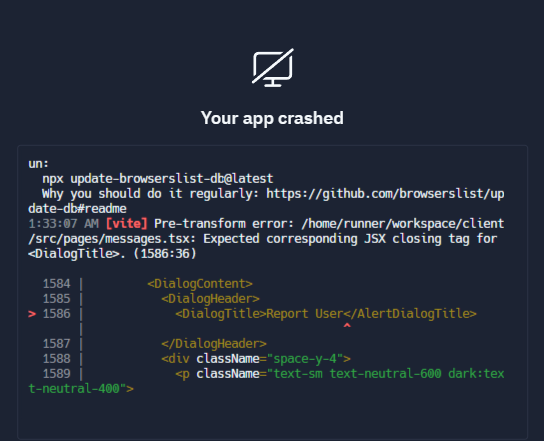 Your app crashed
un:
npx update-browserslist-db@latest
Why you should do it regularly: https://github.com/browserslist/up
date-db#readme
1:33:07 AM [vite] Pre-transform error: /home/runner/workspace/client
/src/pages/messages.tsx: Expected corresponding JSX closing tag for
<DialogTitle>. (1586:36)
1584 | <DialogContent>
1585 | <DialogHeader>
> 1586 | <DialogTitle>Report User</AlertDialogTitle>
| ^
1587 | </DialogHeader>
1588 | <div className="space-y-4">
1589 | <p className="text-sm text-neutral-600 dark:tex
t-neutral-400">